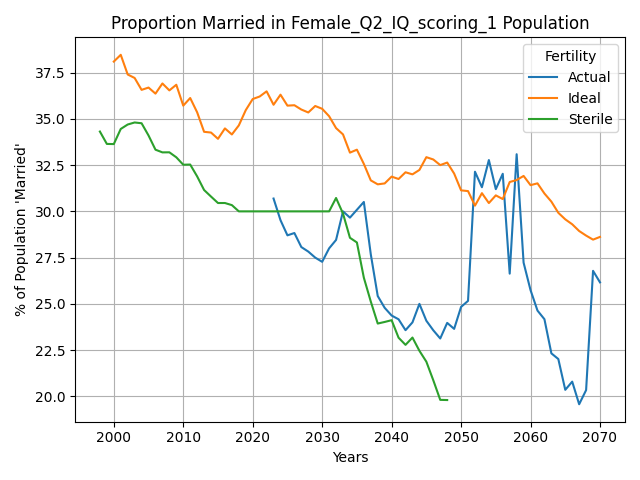 Proportion Married in Female_Q2_IQ_scoring_1 Population
% of Population 'Married'
37.5
35.0
32.5
30.0
27.5
25.0
22.5
20.0
Fertility
Actual
Ideal
Sterile
2000 2010 2020 2030 2040 2050 2060 2070
Years